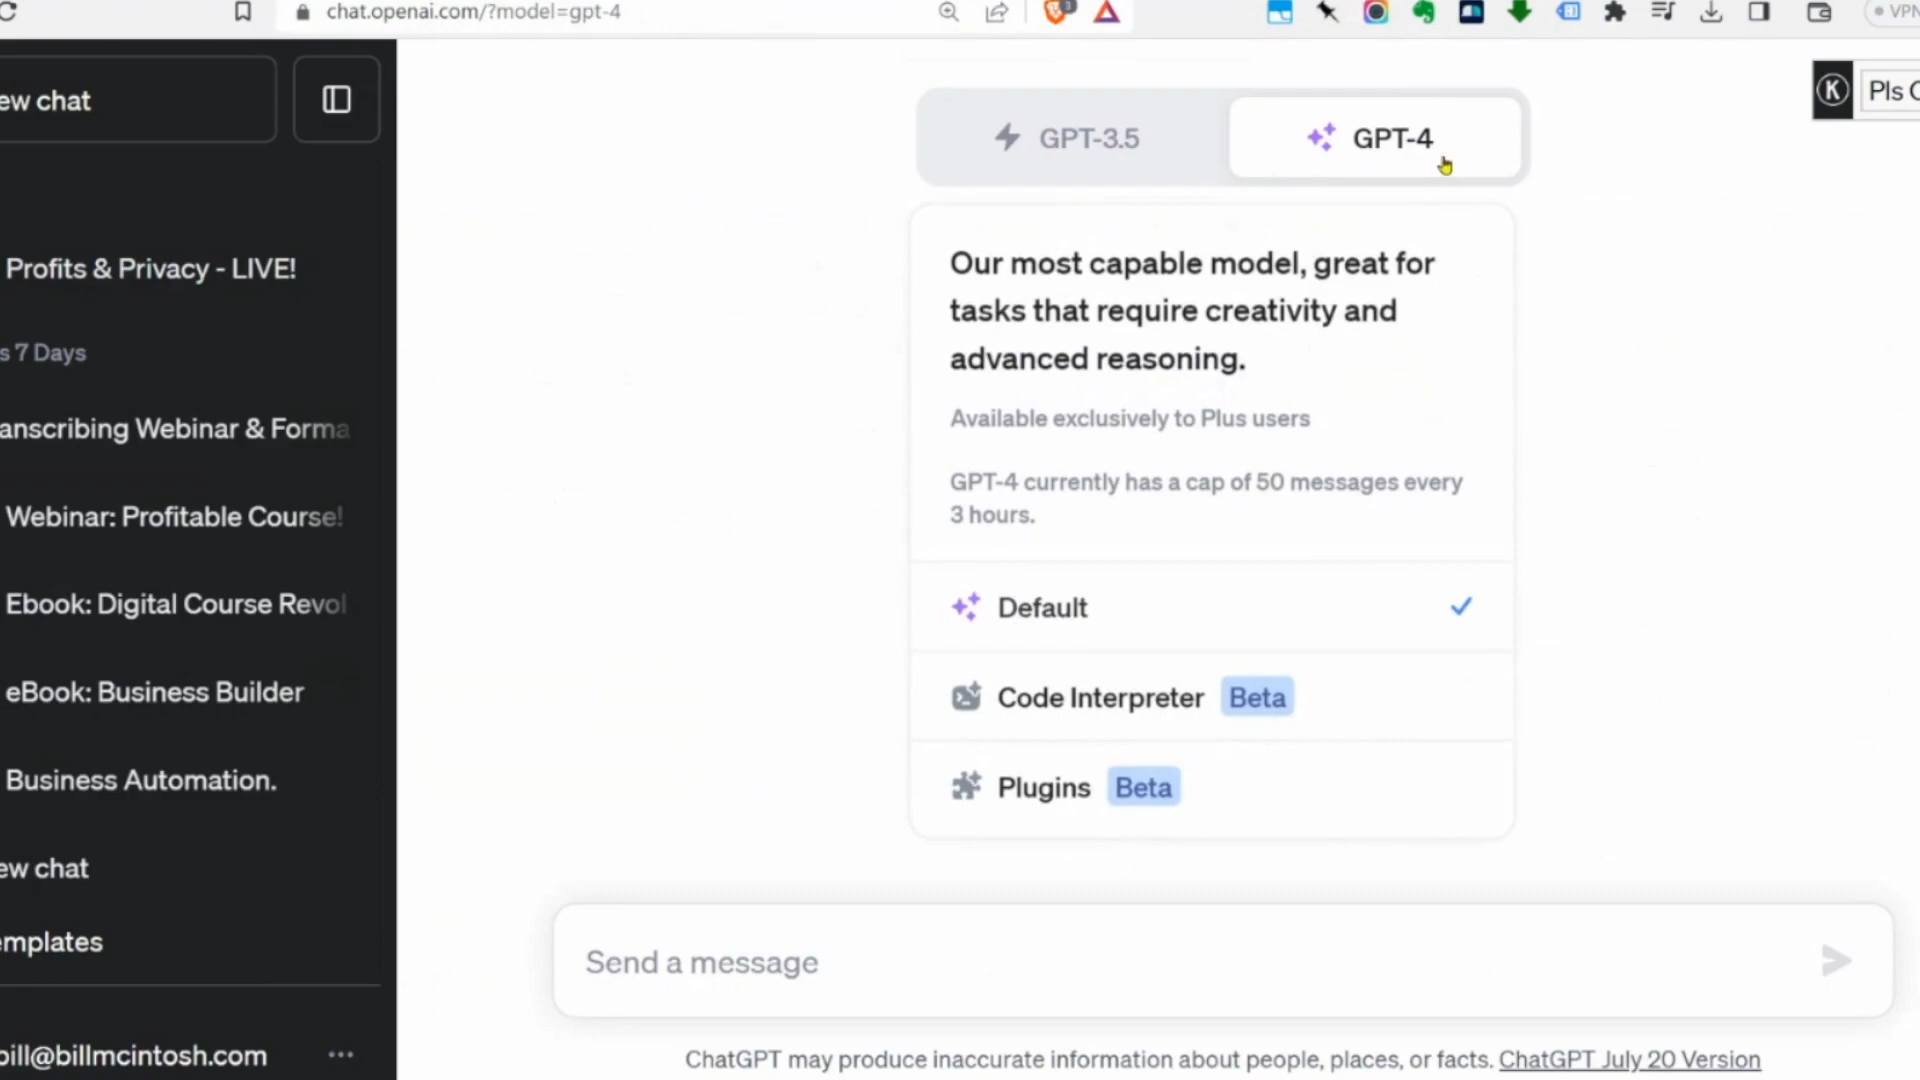 chat.openai.com/?model=gpt-4
3
VPN
ew chat
GPT-3.5
GPT-4
K
Pls
Profits & Privacy - LIVE!
s 7 Days
anscribing Webinar & Forma
Webinar: Profitable Course!
Ebook: Digital Course Revol
eBook: Business Builder
Business Automation.
ew chat
emplates
bill@billmcintosh.com
Our most capable model, great for
tasks that require creativity and
advanced reasoning.
Available exclusively to Plus users
GPT-4 currently has a cap of 50 messages every
3 hours.
Default
Code Interpreter Beta
Plugins Beta
Send a message
ChatGPT may produce inaccurate information about people, places, or facts. ChatGPT July 20 Version